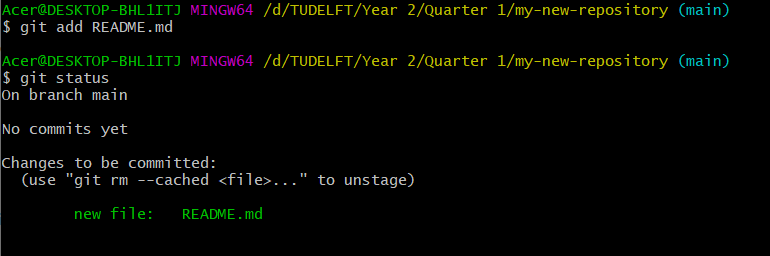 Acer@DESKTOP-BHL1ITJ MINGW64 /d/TUDELFT/Year 2/Quarter 1/my-new-repository (main)
$ git add README.md
Acer@DESKTOP-BHL1ITJ MINGW64 /d/TUDELFT/Year 2/Quarter 1/my-new-repository (main)
$ git status
On branch main
No commits yet
Changes to be committed:
  (use "git rm --cached <file>..." to unstage)
        new file:   README.md